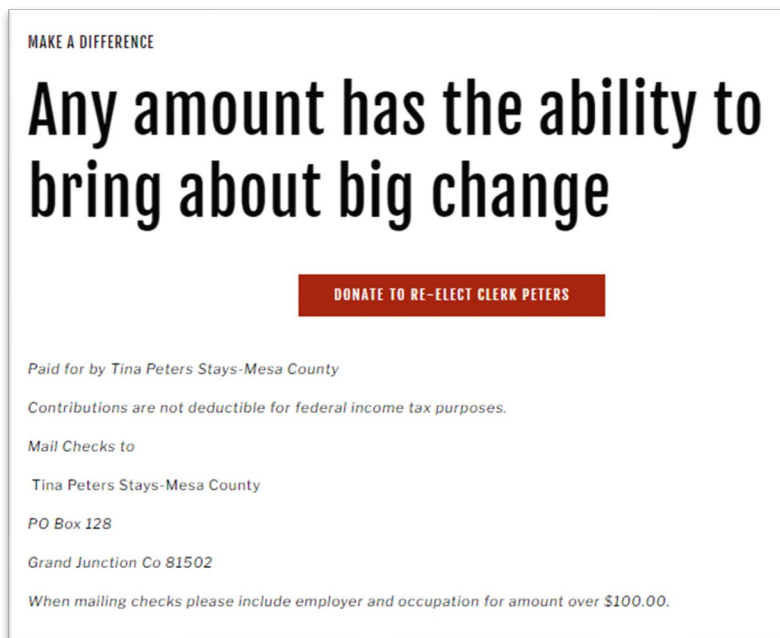 MAKE A DIFFERENCE
Any amount has the ability to
bring about big change
DONATE TO RE-ELECT CLERK PETERS
Paid for by Tina Peters Stays-Mesa County
Contributions are not deductible for federal income tax purposes.
Mail Checks to
Tina Peters Stays-Mesa County
PO Box 128
Grand Junction Co 81502
When mailing checks please include employer and occupation for amount over $100.00.